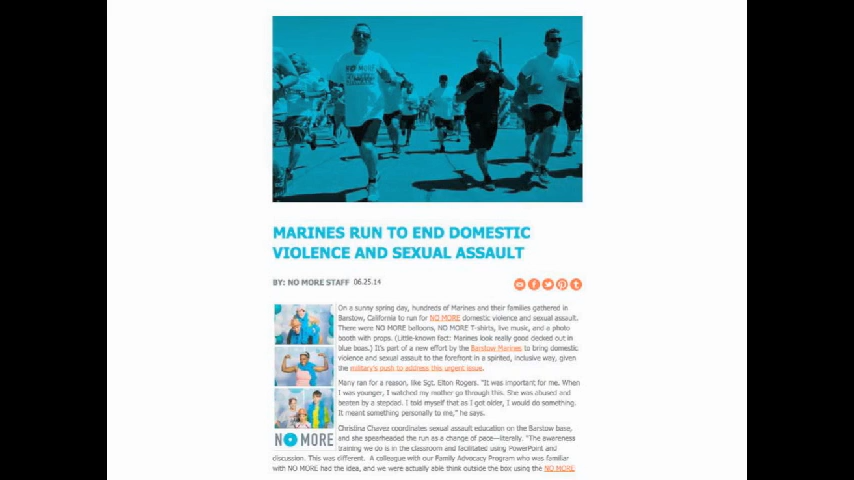 NO MORE
MARINES RUN TO END DOMESTIC
VIOLENCE AND SEXUAL ASSAULT
BY: NO MORE STAFF 06.25.14
On a sunny spring day, hundreds of Marines and their families gathered in
Barstow, California to run for NO MORE domestic violence and sexual assault.
There were NO MORE balloons, NO MORE T-shirts, live music, and a photo
booth with props. (Little-known fact: Marines look really good decked out in
blue boas.) It's part of a new effort by the Barstow Marines to bring domestic
violence and sexual assault to the forefront in a spirited, inclusive way, given
the military's push to address this urgent issue.
Many ran for a reason, like Sgt. Elton Rogers. "It was important for me. When
I was younger, I watched my mother go through this. She was abused and
beaten by a stepdad. I told myself that as I got older, I would do something.
It meant something personally to me," he says.
Christina Chavez coordinates sexual assault education on the Barstow base,
and she spearheaded the run as a change of pace—literally. "The awareness
training we do is in the classroom and facilitated using PowerPoint and
discussion. This was different. A colleague with our Family Advocacy Program who was familiar
with NO MORE had the idea, and we were actually able think outside the box using the NO MORE
NO MORE